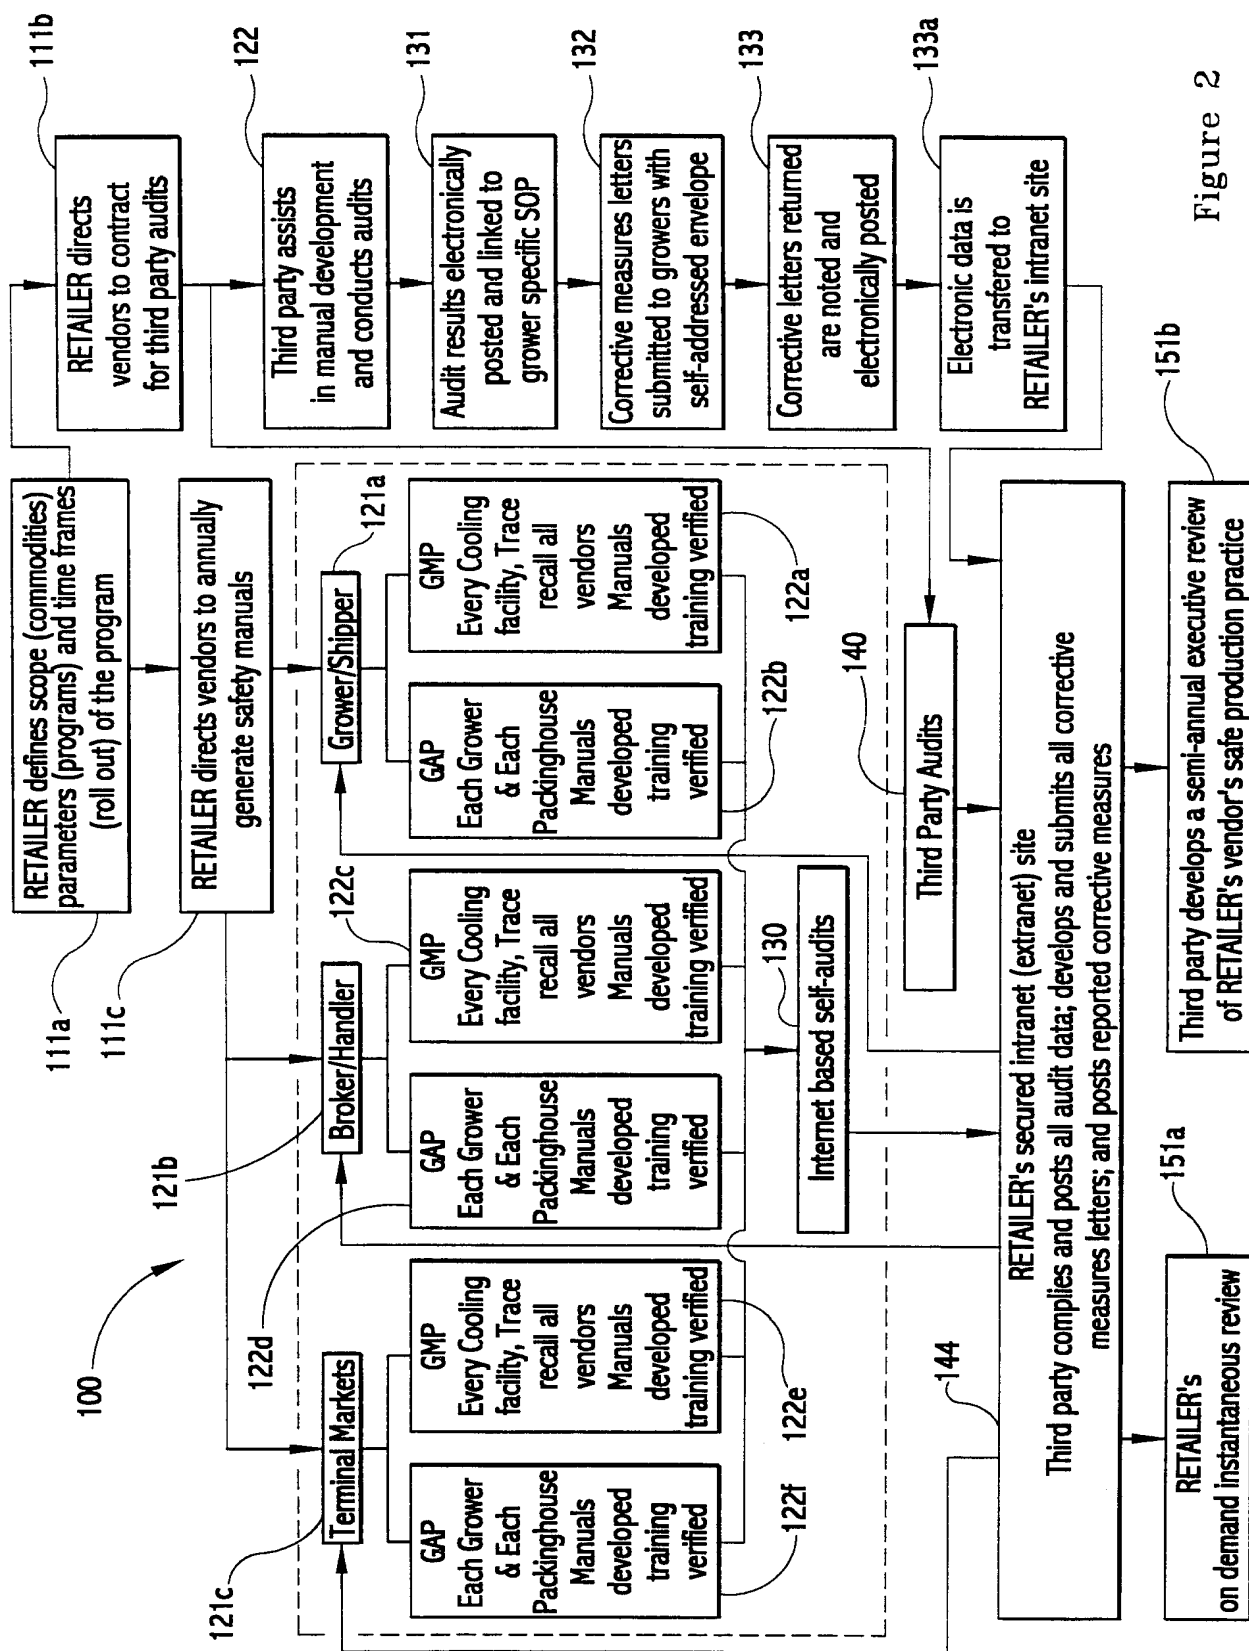 100
111a
RETAILER defines scope (commodities)
parameters (programs) and time frames
(roll out) of the program
111b
RETAILER directs
vendors to contract
for third party audits
111c
RETAILER directs vendors to annually
generate safety manuals
122
Third party assists
in manual development
and conducts audits
131
Audit results electronically
posted and linked to
grower specific SOP
132
Corrective measures letters
submitted to growers with
self-addressed envelope
133
Corrective letters returned
are noted and
electronically posted
133a
Electronic data is
transferred to
RETAILER's intranet site
121c
Terminal Markets
121b
Broker/Handler
121a
Grower/Shipper
GAP
Each Grower
& Each
Packinghouse
Manuals
developed
training
verified
122f
GMP
Every Cooling
facility, Trace
recall all
vendors
Manuals
developed
training verified
122e
122d
GAP
Each Grower
& Each
Packinghouse
Manuals
developed
training
verified
122c
GMP
Every Cooling
facility, Trace
recall all
vendors
Manuals
developed
training verified
GAP
Each Grower
& Each
Packinghouse
Manuals
developed
training
verified
122b
GMP
Every Cooling
facility, Trace
recall all
vendors
Manuals
developed
training verified
122a
130
Internet based self-audits
140
Third Party Audits
144
RETAILER's secured intranet (extranet) site
Third party complies and posts all audit data; develops and submits all corrective
measures letters; and posts reported corrective measures
151a
RETAILER's
on demand instantaneous review
151b
Third party develops a semi-annual executive review
of RETAILER's vendor's safe production practice
Figure 2